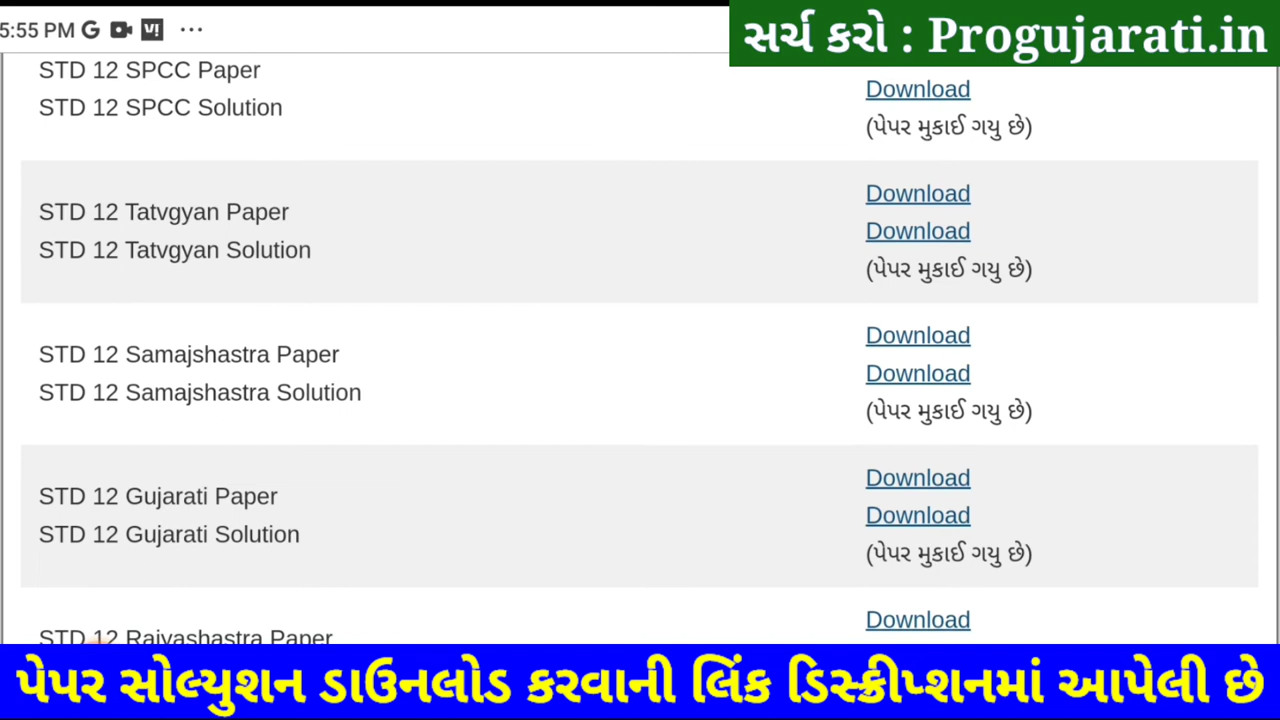 5:55 PM G ...
સર્ચ કરો : Progujarati.in
STD 12 SPCC Paper
STD 12 SPCC Solution
Download
(પેપર મુકાઈ ગયુ છે)
STD 12 Tatvgyan Paper
STD 12 Tatvgyan Solution
Download
Download
(પેપર મુકાઈ ગયુ છે)
STD 12 Samajshastra Paper
STD 12 Samajshastra Solution
Download
Download
(પેપર મુકાઈ ગયુ છે)
STD 12 Gujarati Paper
STD 12 Gujarati Solution
Download
Download
(પેપર મુકાઈ ગયુ છે)
STD 12 Rajyashastra Paper
Download
પેપર સોલ્યુશન ડાઉનલોડ કરવાની લિંક ડિસ્ક્રીપ્શનમાં આપેલી છે